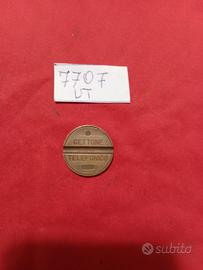 7707
UT
GETTONE
TELEFONICO
subito